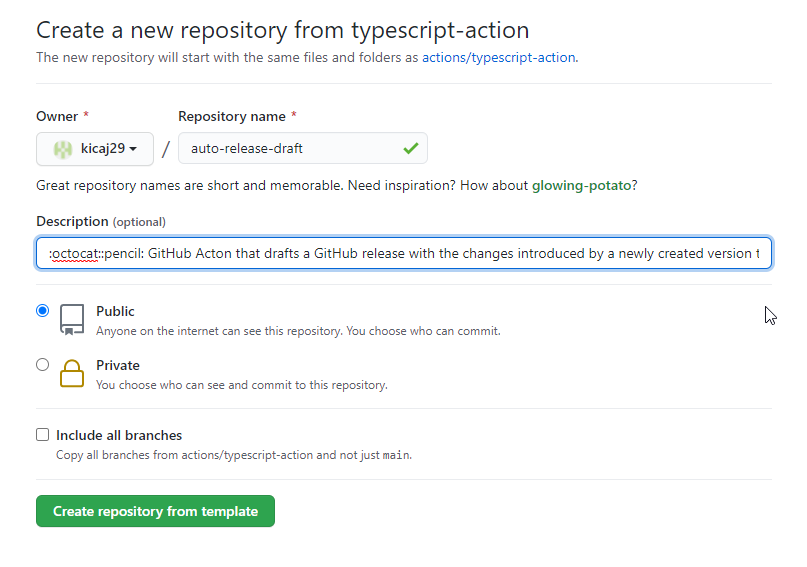 Create a new repository from typescript-action
The new repository will start with the same files and folders as actions/typescript-action.
Owner * Repository name *
kicaj29 / auto-release-draft
Great repository names are short and memorable. Need inspiration? How about glowing-potato?
Description (optional)
:octocat::pencil: GitHub Acton that drafts a GitHub release with the changes introduced by a newly created version t
Public
Anyone on the internet can see this repository. You choose who can commit.
Private
You choose who can see and commit to this repository.
Include all branches
Copy all branches from actions/typescript-action and not just main.
Create repository from template